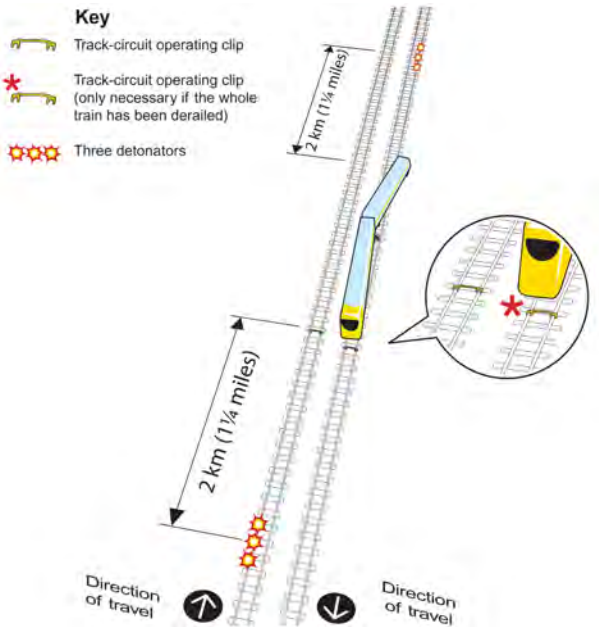 Key
Track-circuit operating clip
Track-circuit operating clip
(only necessary if the whole
train has been derailed)
Three detonators
2 km (1¼ miles)
2 km (1¼ miles)
Direction
of travel
Direction
of travel